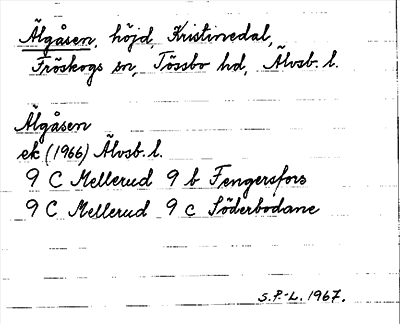 Älgåsen, höjd, Kristinedal,
Fröskogs sn, Tössbo hd, Älvsb. l.
Älgåsen
ek (1966) Älvsb. l.
9 C Mellerud 9 b Fengersfors
9 C Mellerud 9 c Söderbodane
S.P.-L. 1967.